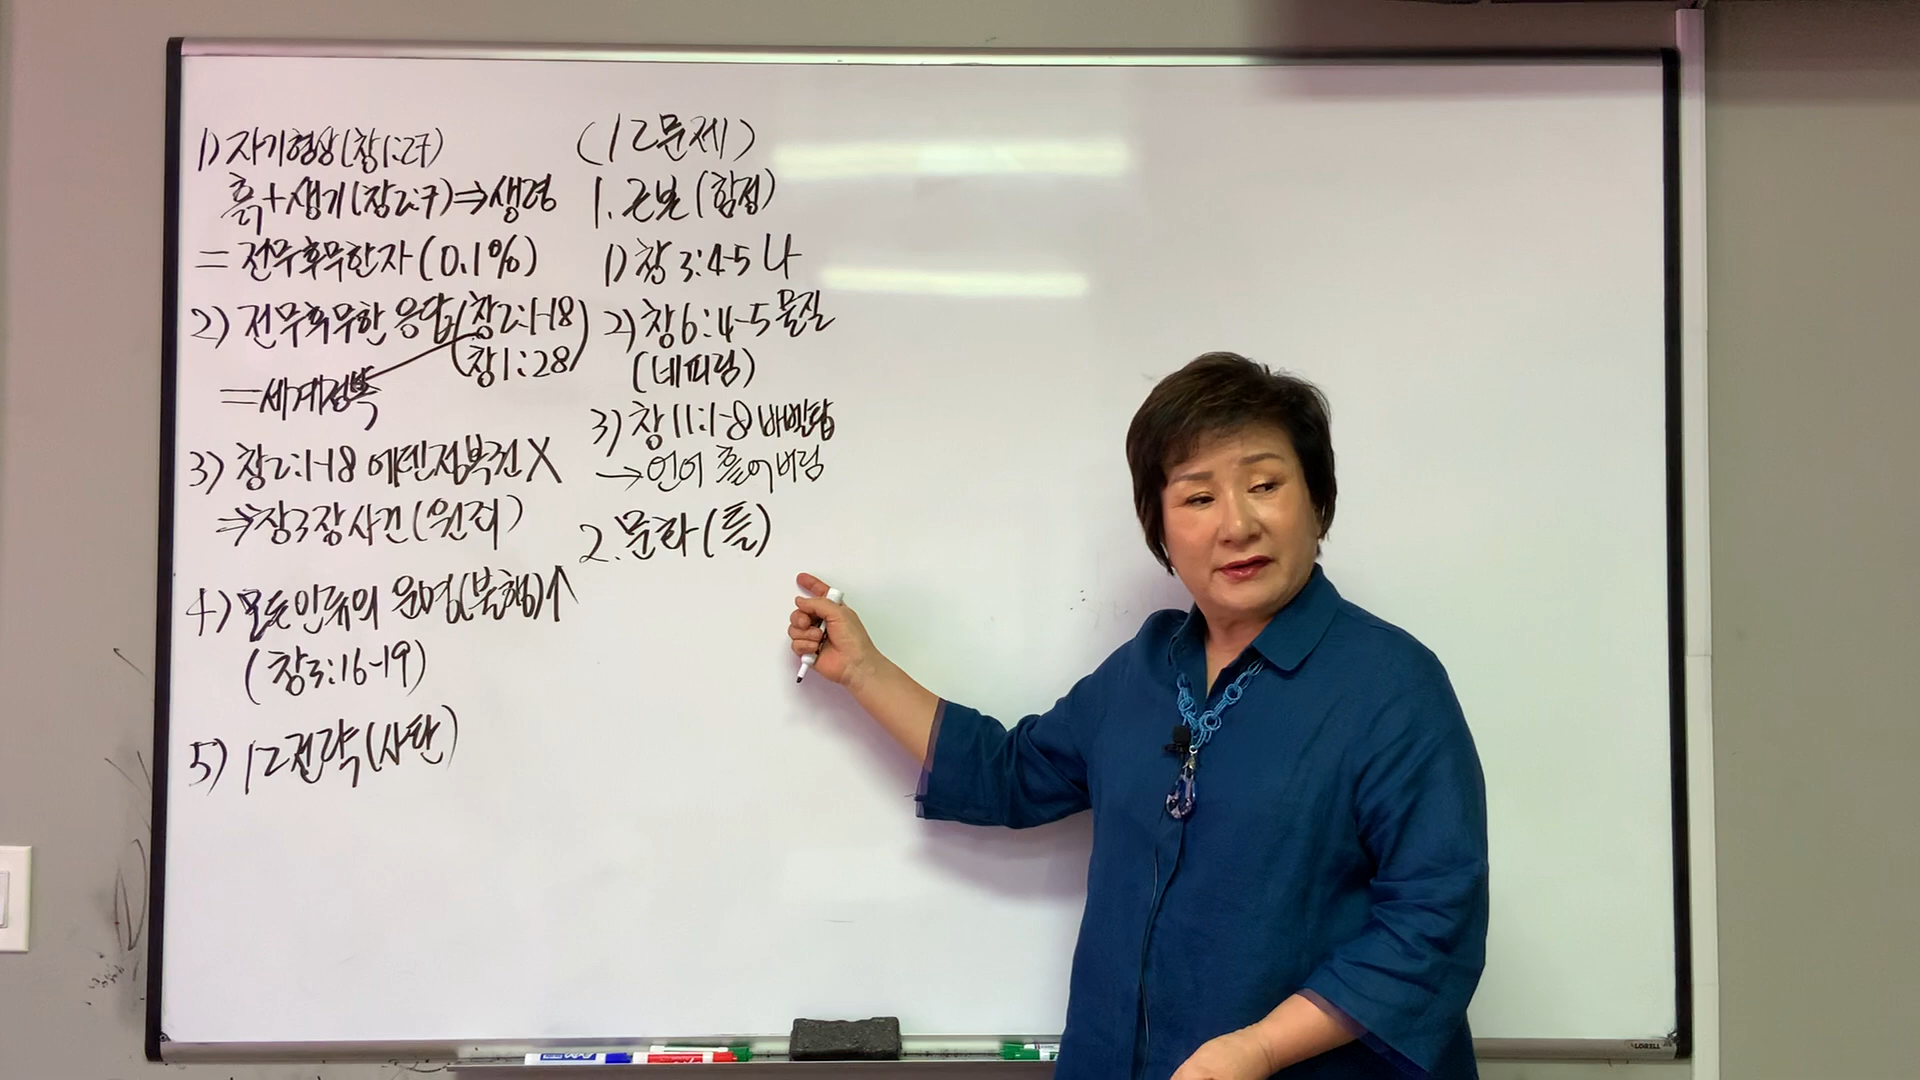 1) 자기형상(창1:27)
흙+생기(창2:7)⇒생령
= 전무후무한자(0.1%)
2) 전무후무한 응답(창2:1-18)
(창1:28)
=세계정복
3) 창2:1-18 에덴정복권 X
⇒창3장사건(원죄)
4) 모든인류의 운명(불행)↑
(창3:16-19)
5) 12전략(사탄)
(12문제)
1. 근본(함정)
1) 창3:4-5 나
2) 창6:4-5 물질
(네피림)
3) 창11:1-8 바벨탑
→언어 흩어버림
2. 문화(틀)
LORELL